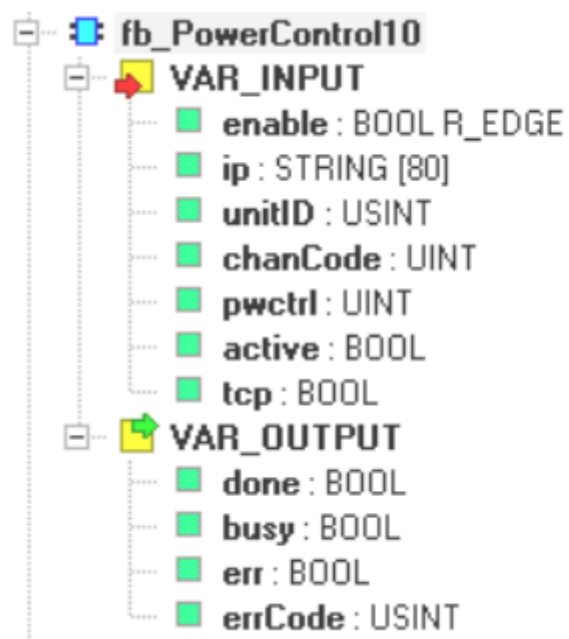 fb_PowerControl10
VAR_INPUT
enable : BOOL R_EDGE
ip : STRING [80]
unitID : USINT
chanCode : UINT
pwctrl : UINT
active : BOOL
tcp : BOOL
VAR_OUTPUT
done : BOOL
busy : BOOL
err : BOOL
errCode : USINT